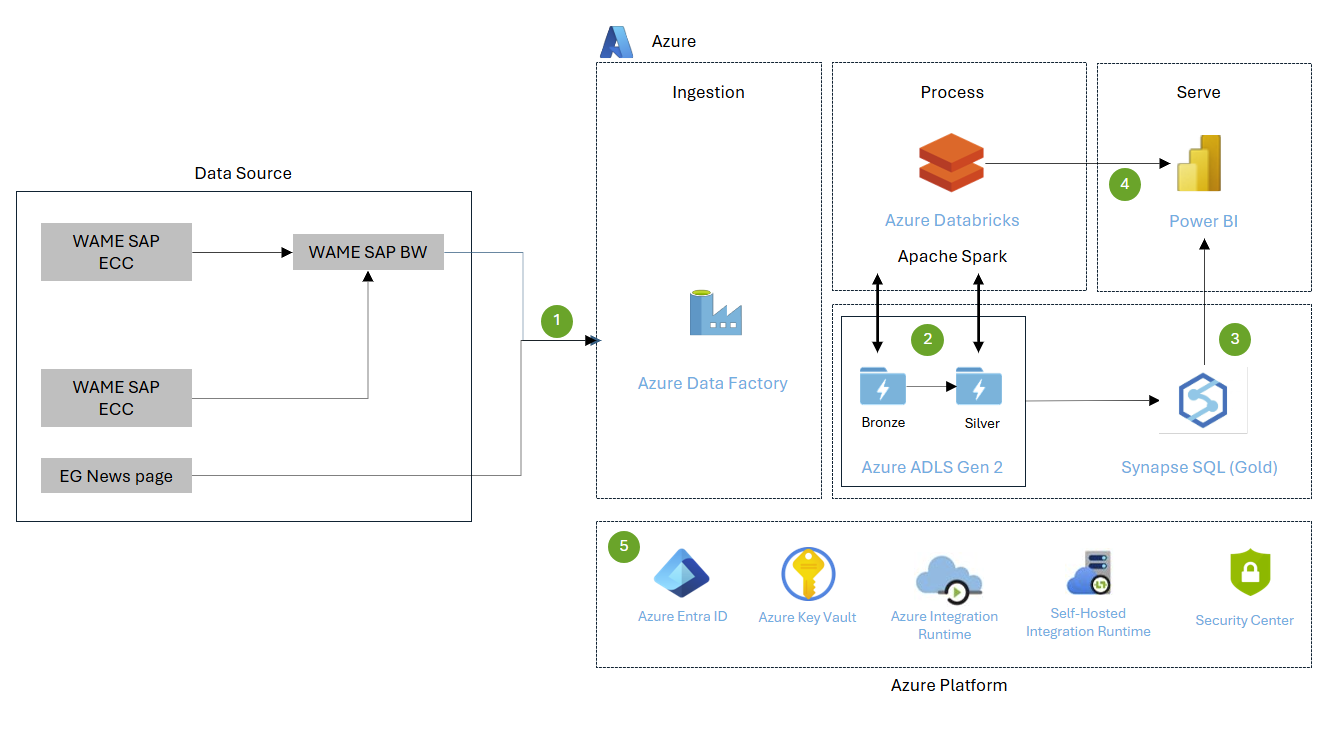 Azure
Ingestion
Process
Serve
Data Source
WAME SAP
ECC
WAME SAP BW
4
Azure Databricks
Power BI
Apache Spark
1
2
3
Azure Data Factory
WAME SAP
ECC
Bronze
Silver
EG News page
Azure ADLS Gen 2
Synapse SQL (Gold)
5
Azure Entra ID
Azure Key Vault
Azure Integration
Runtime
Self-Hosted
Integration Runtime
Security Center
Azure Platform